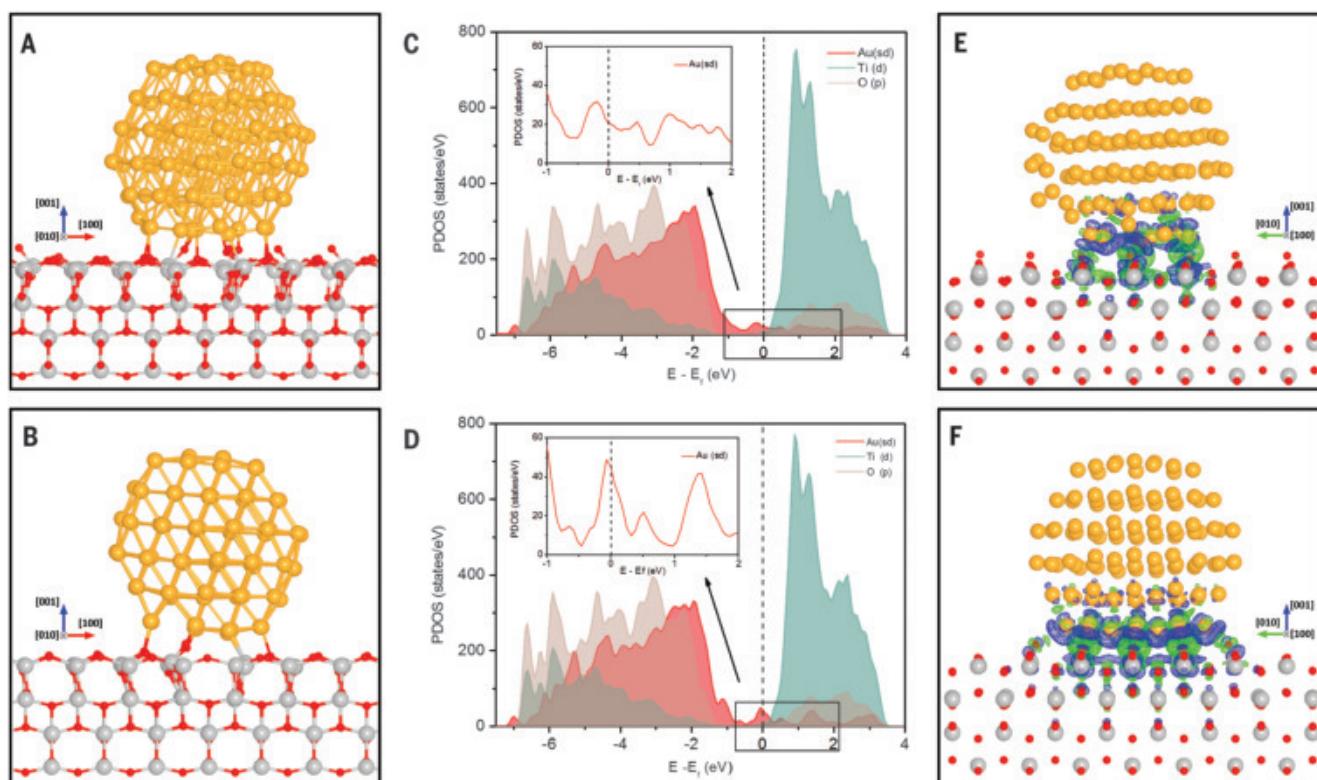 A
[001]
[100]
[010]
B
[001]
[100]
[010]
C
800
600
400
200
0
PDOS (states/eV)
-6
-4
-2
0
2
4
E - Ef (eV)
Au(sd)
Ti (d)
O (p)
60
40
20
0
PDOS (states/eV)
-1
0
1
2
E - Ef (eV)
Au(sd)
D
800
600
400
200
0
PDOS (states/eV)
-6
-4
-2
0
2
4
E -Ef (eV)
Au(sd)
Ti (d)
O (p)
60
40
20
0
PDOS (states/eV)
-1
0
1
2
E - Ef (eV)
Au (sd)
E
[001]
[010]
[100]
F
[001]
[010]
[100]